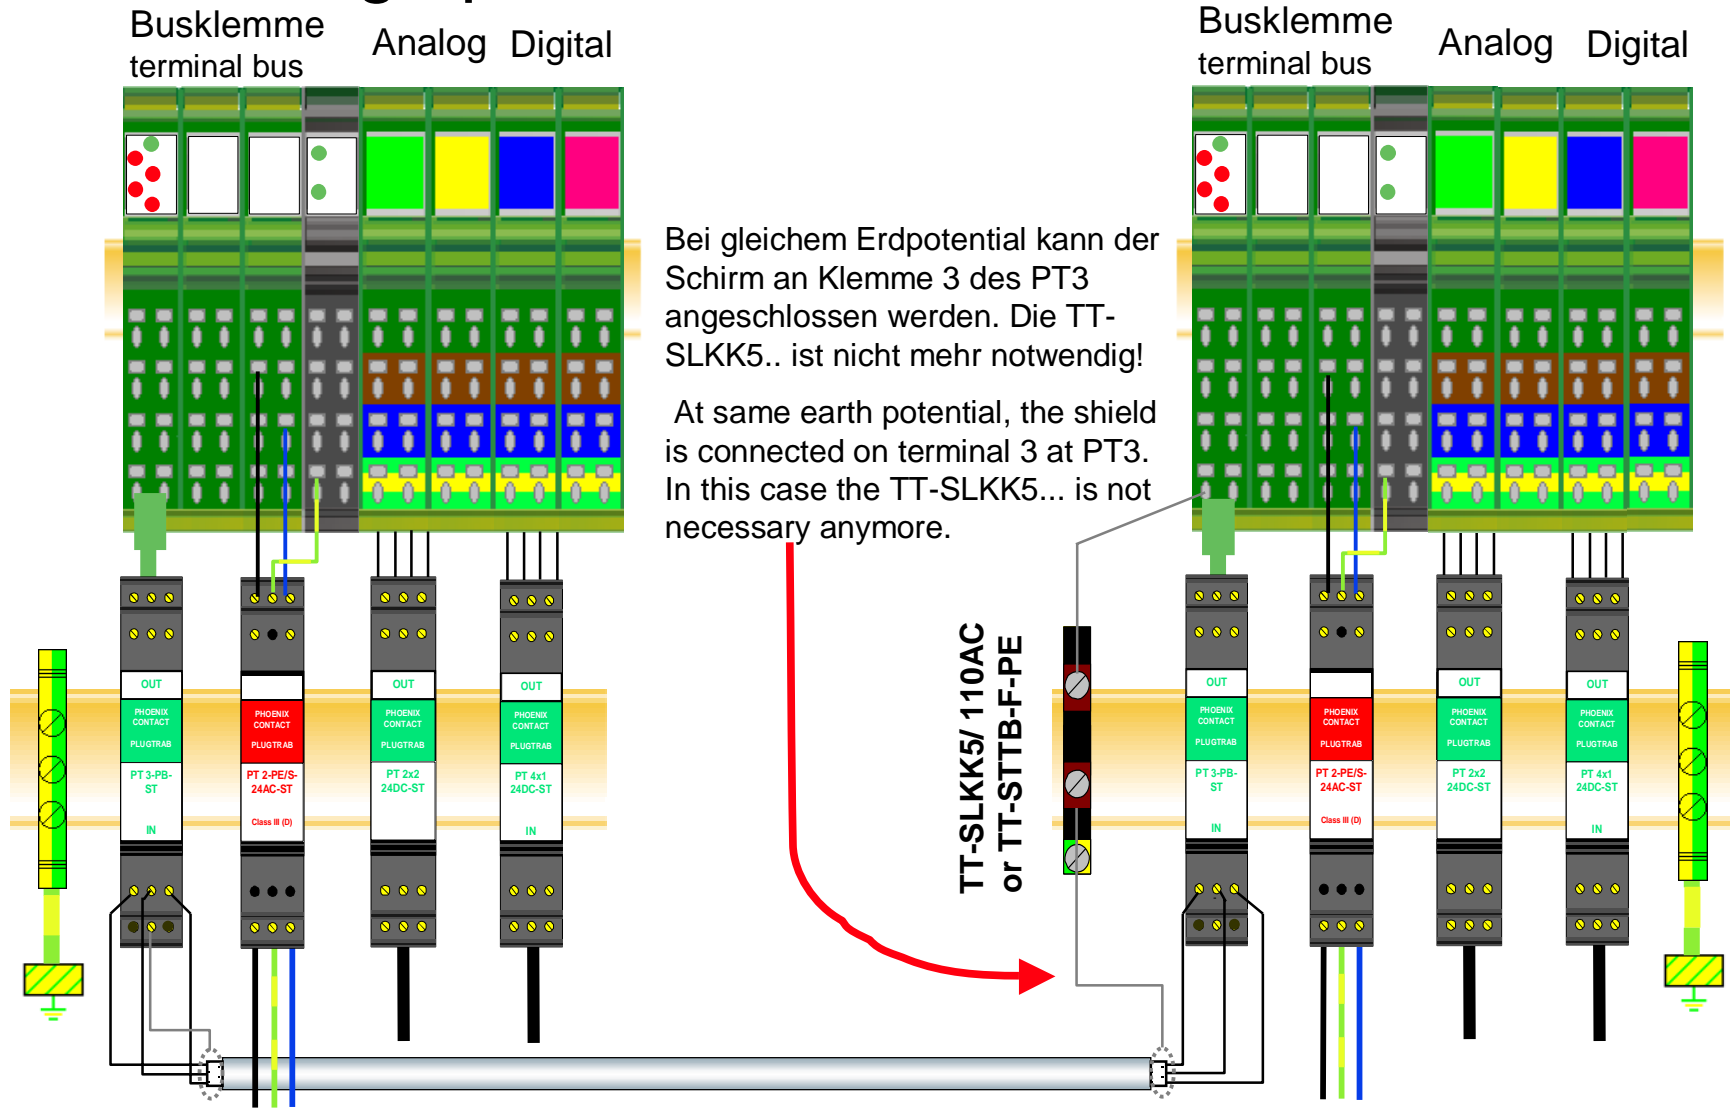 Busklemme
terminal bus
Analog
Digital
Busklemme
terminal bus
Analog
Digital
Bei gleichem Erdpotential kann der
Schirm an Klemme 3 des PT3
angeschlossen werden. Die TT-
SLKK5.. ist nicht mehr notwendig!
At same earth potential, the shield
is connected on terminal 3 at PT3.
In this case the TT-SLKK5... is not
necessary anymore.
TT-SLKK5/ 110AC
or TT-STTB-F-PE
OUT
PHOENIX
CONTACT
PLUGTRAB
PT 3-PB-
ST
IN
PHOENIX
CONTACT
PLUGTRAB
PT 2-PE/S-
24AC-ST
Class III (D)
OUT
PHOENIX
CONTACT
PLUGTRAB
PT 2x2
24DC-ST
OUT
PHOENIX
CONTACT
PLUGTRAB
PT 4x1
24DC-ST
IN
OUT
PHOENIX
CONTACT
PLUGTRAB
PT 3-PB-
ST
IN
PHOENIX
CONTACT
PLUGTRAB
PT 2-PE/S-
24AC-ST
Class III (D)
OUT
PHOENIX
CONTACT
PLUGTRAB
PT 2x2
24DC-ST
OUT
PHOENIX
CONTACT
PLUGTRAB
PT 4x1
24DC-ST
IN